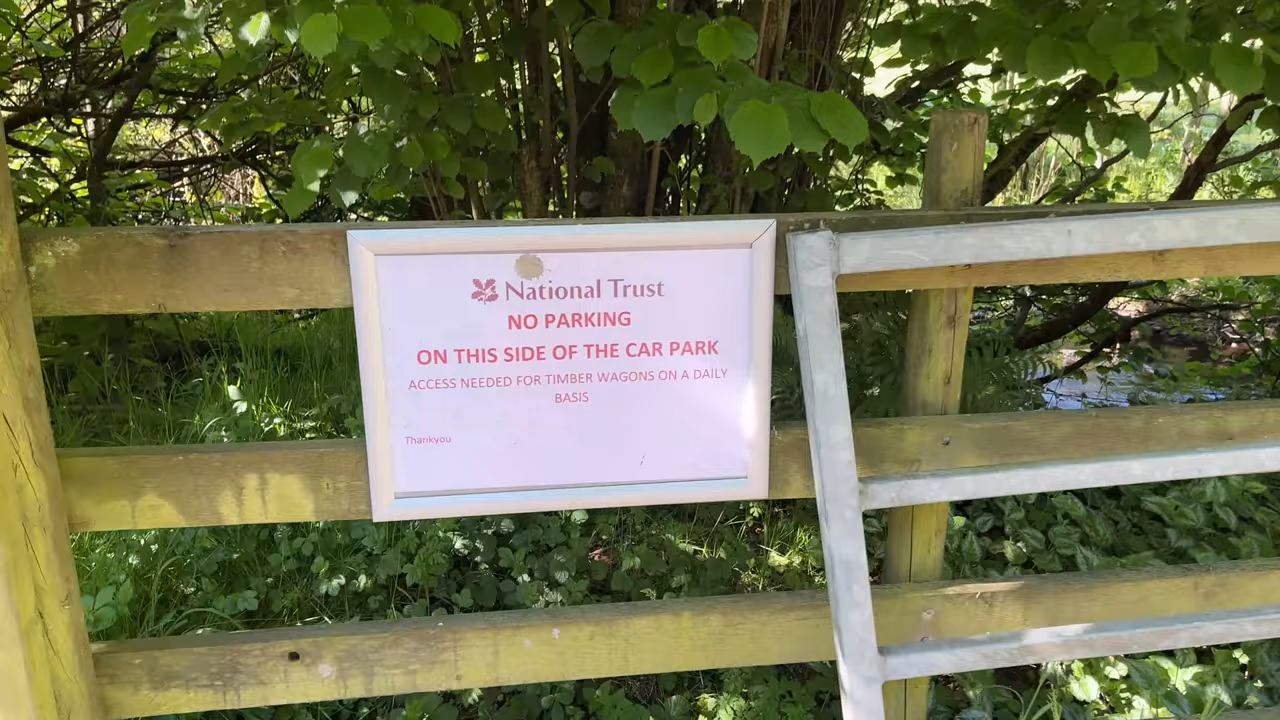 National Trust
NO PARKING
ON THIS SIDE OF THE CAR PARK
ACCESS NEEDED FOR TIMBER WAGONS ON A DAILY
BASIS
Thankyou